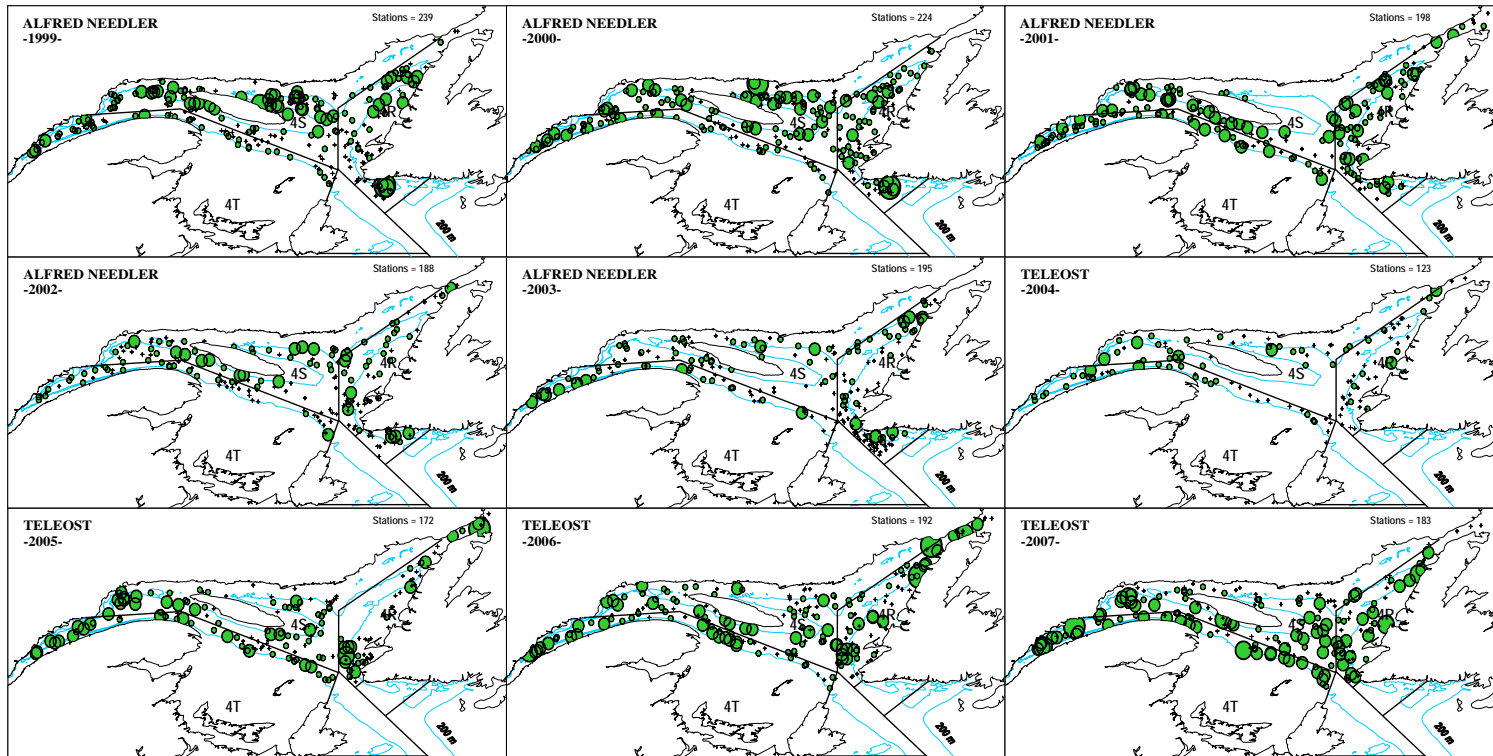 ALFRED NEEDLER
-1999-
Stations = 239
4S
4R
4T
200 m
ALFRED NEEDLER
-2000-
Stations = 224
4S
4R
4T
200 m
ALFRED NEEDLER
-2001-
Stations = 198
4S
4R
4T
200 m
ALFRED NEEDLER
-2002-
Stations = 188
4S
4R
4T
200 m
ALFRED NEEDLER
-2003-
Stations = 195
4S
4R
4T
200 m
TELEOST
-2004-
Stations = 123
4S
4R
4T
200 m
TELEOST
-2005-
Stations = 172
4S
4R
4T
200 m
TELEOST
-2006-
Stations = 192
4S
4R
4T
200 m
TELEOST
-2007-
Stations = 183
4S
4R
4T
200 m